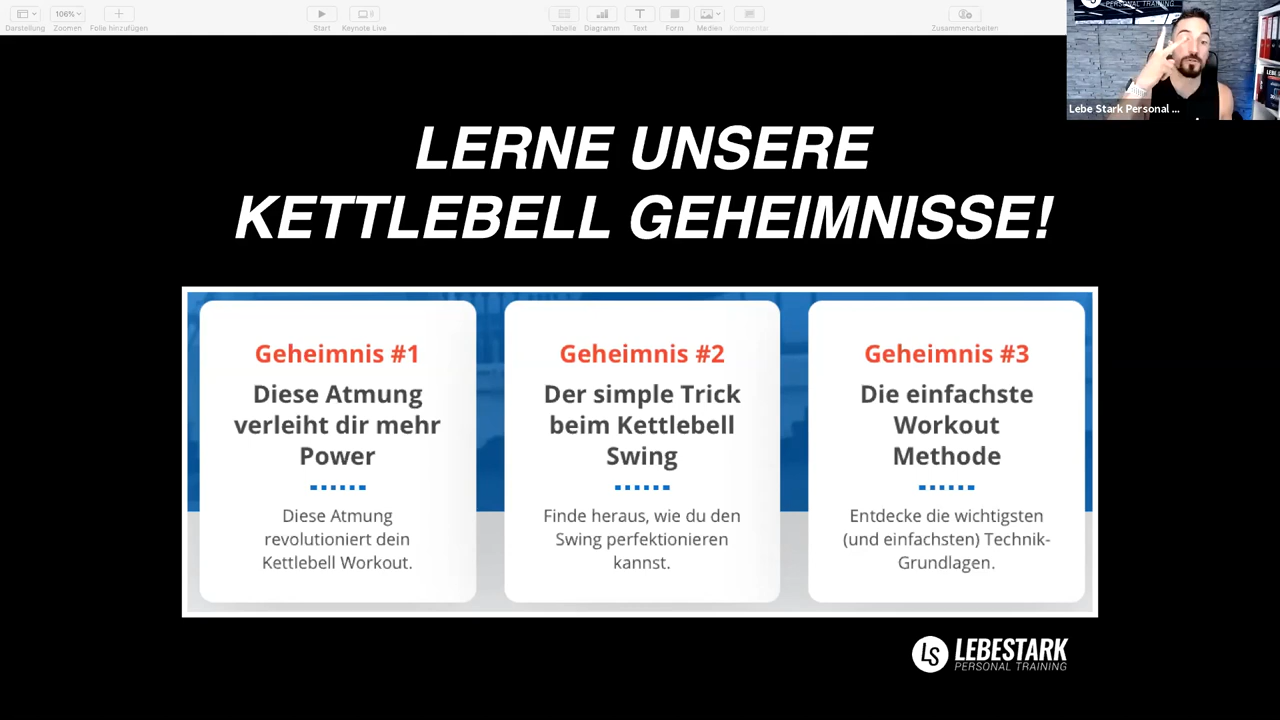 106%
Darstellung
Zoomen
Folie hinzufügen
Start
Keynote Live
Tabelle
Diagramm
Text
Form
Medien
Kommentar
Zusammenarbeiten
PERSONAL TRAINING
Lebe Stark Personal ...
LERNE UNSERE
KETTLEBELL GEHEIMNISSE!
Geheimnis #1
Diese Atmung
verleiht dir mehr
Power
Diese Atmung
revolutioniert dein
Kettlebell Workout.
Geheimnis #2
Der simple Trick
beim Kettlebell
Swing
Finde heraus, wie du den
Swing perfektionieren
kannst.
Geheimnis #3
Die einfachste
Workout
Methode
Entdecke die wichtigsten
(und einfachsten) Technik-
Grundlagen.
LS
LEBESTARK
PERSONAL TRAINING